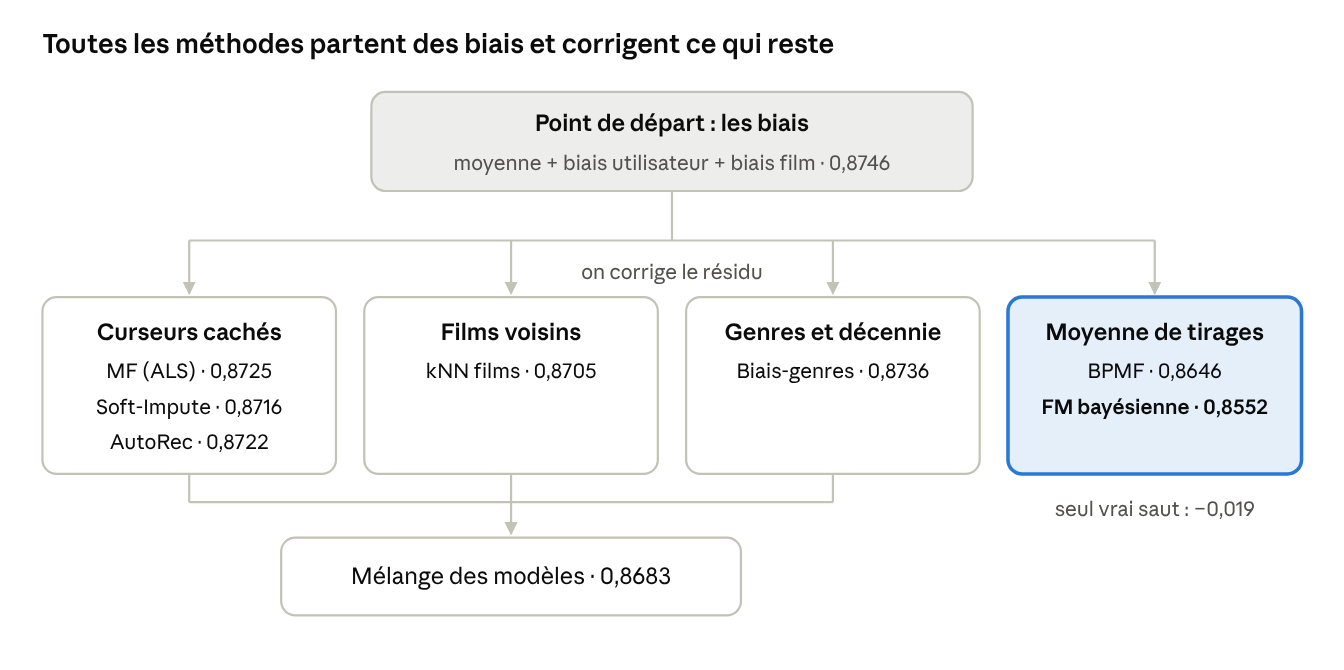 Toutes les méthodes partent des biais et corrigent ce qui reste
Point de départ : les biais
moyenne + biais utilisateur + biais film · 0,8746
on corrige le résidu
Curseurs cachés
MF (ALS) · 0,8725
Soft-Impute · 0,8716
AutoRec · 0,8722
Films voisins
kNN films · 0,8705
Genres et décennie
Biais-genres · 0,8736
Moyenne de tirages
BPMF · 0,8646
FM bayésienne · 0,8552
seul vrai saut : −0,019
Mélange des modèles · 0,8683